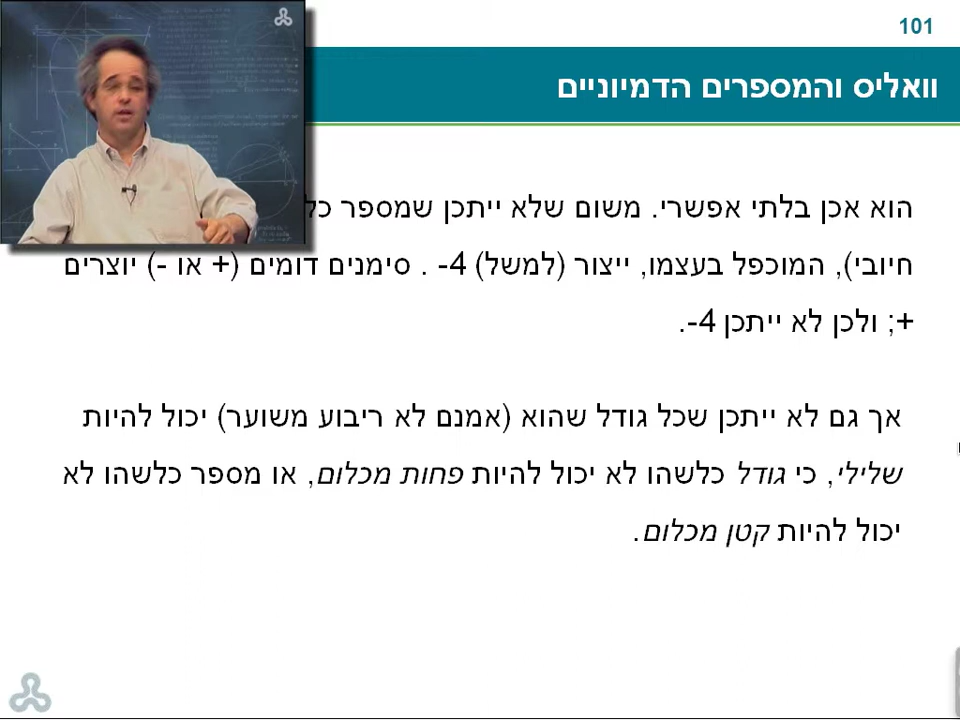 101
וואליס והמספרים הדמיוניים
הוא אכן בלתי אפשרי. משום שלא ייתכן שמספר
חיובי), המוכפל בעצמו, ייצור (למשל) 4- . סימנים דומים (+ או -) יוצרים
+; ולכן לא ייתכן 4-.
אך גם לא ייתכן שכל גודל שהוא (אמנם לא ריבוע משוער) יכול להיות
שלילי, כי גודל כלשהו לא יכול להיות פחות מכלום, או מספר כלשהו לא
יכול להיות קטן מכלום.